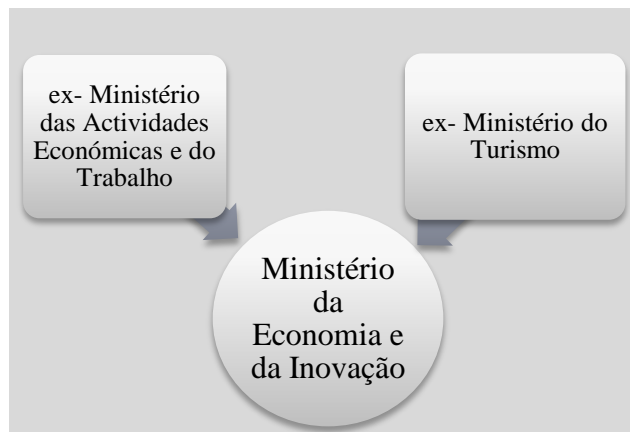 ex- Ministério
das Actividades
Económicas e do
Trabalho
ex- Ministério do
Turismo
Ministério
da
Economia e
da Inovação